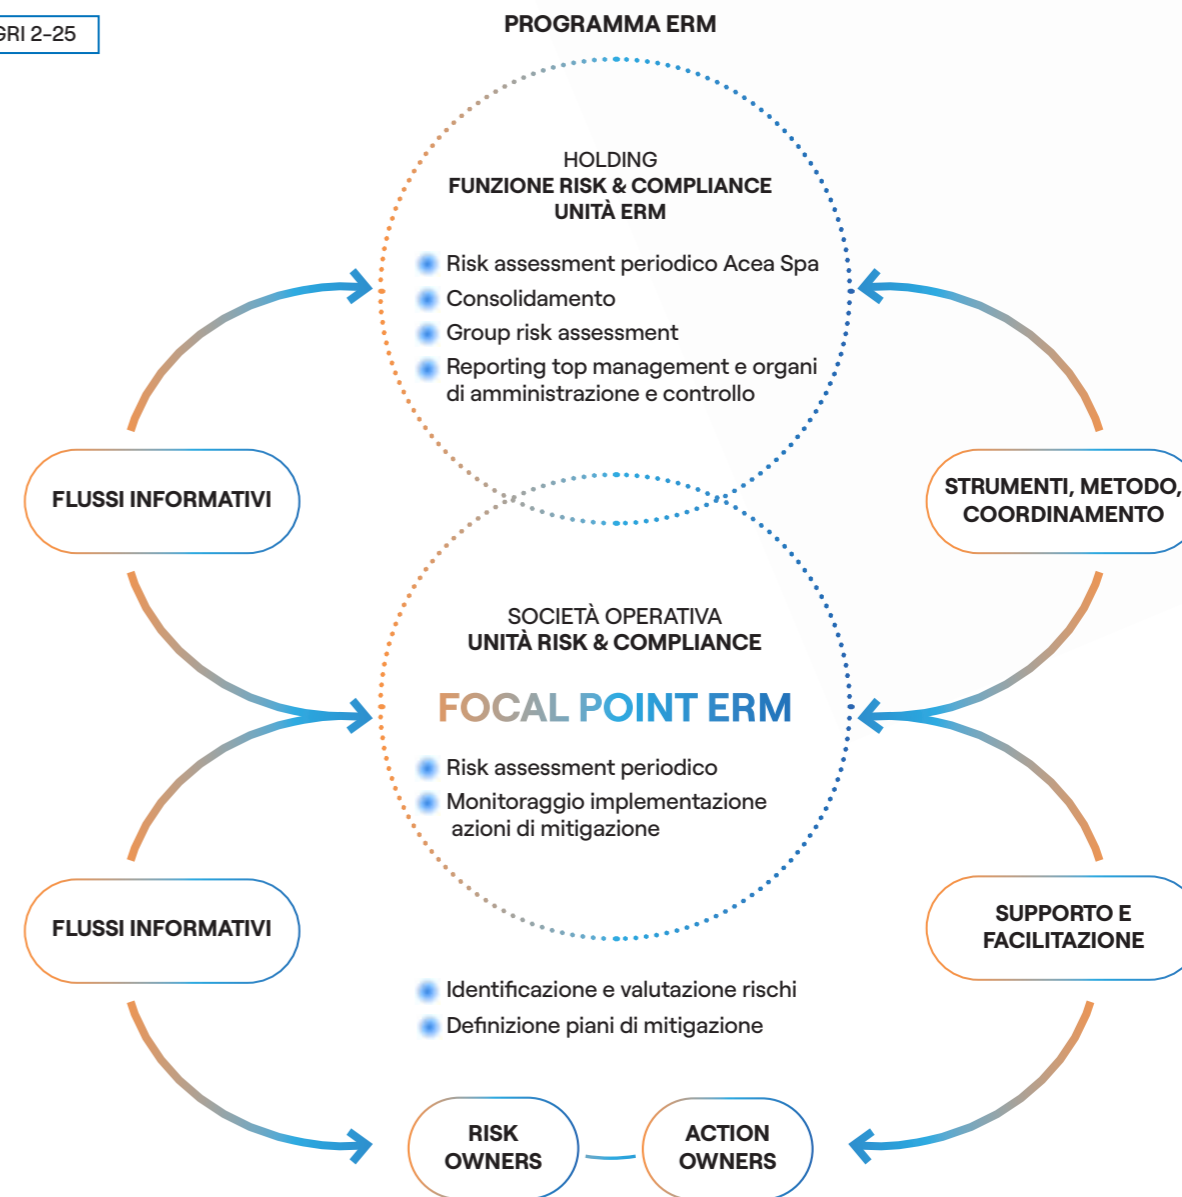 GRI 2-25
PROGRAMMA ERM
HOLDING
FUNZIONE RISK & COMPLIANCE
UNITÀ ERM
Risk assessment periodico Acea Spa
Consolidamento
Group risk assessment
Reporting top management e organi
di amministrazione e controllo
FLUSSI INFORMATIVI
STRUMENTI, METODO,
COORDINAMENTO
SOCIETÀ OPERATIVA
UNITÀ RISK & COMPLIANCE
FOCAL POINT ERM
Risk assessment periodico
Monitoraggio implementazione
azioni di mitigazione
FLUSSI INFORMATIVI
SUPPORTO E
FACILITAZIONE
Identificazione e valutazione rischi
Definizione piani di mitigazione
RISK
OWNERS
ACTION
OWNERS